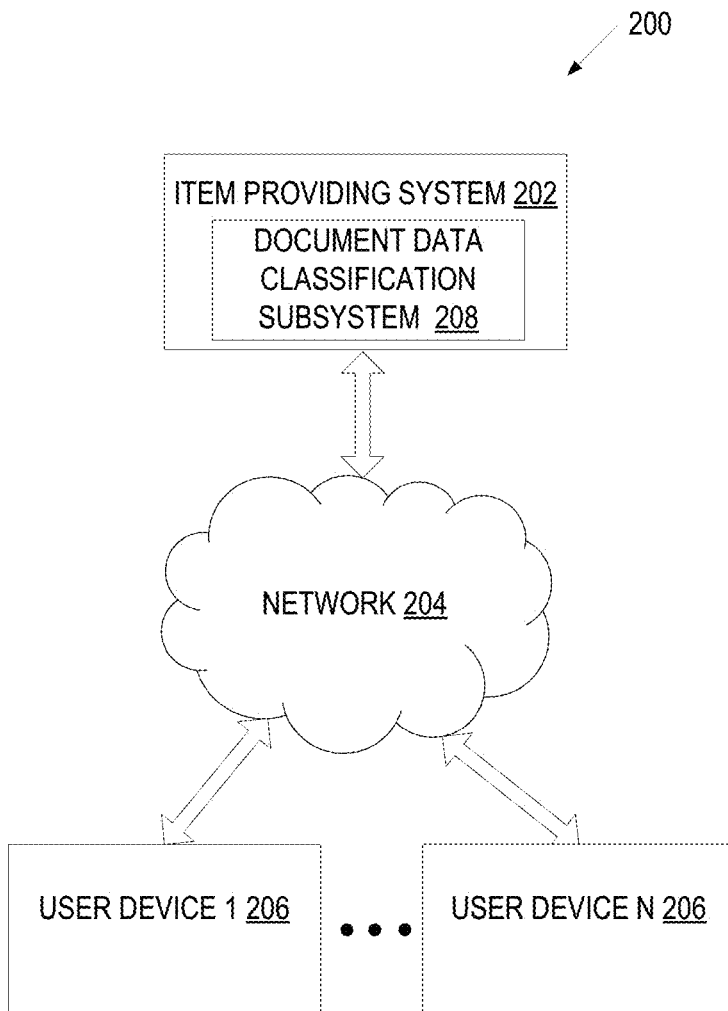 200
ITEM PROVIDING SYSTEM 202
DOCUMENT DATA
CLASSIFICATION
SUBSYSTEM 208
NETWORK 204
USER DEVICE 1 206
USER DEVICE N 206